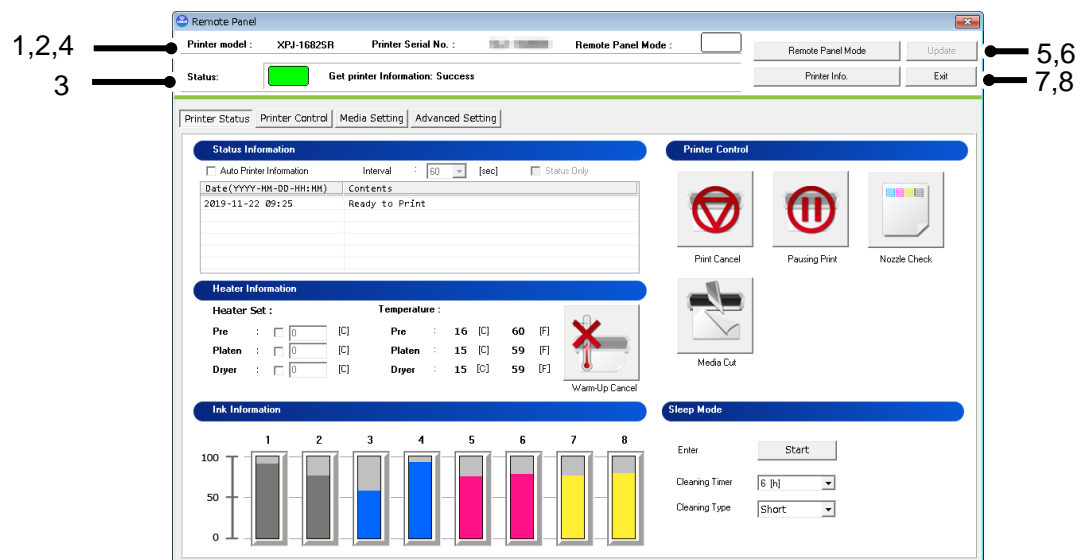 Remote Panel
1,2,4
Printer model : XPJ-1682SR Printer Serial No. : Remote Panel Mode :
Remote Panel Mode Update
5,6
3
Status: Get printer Information: Success
Printer Info. Exit
7,8
Printer Status Printer Control Media Setting Advanced Setting
Status Information
Auto Printer Information Interval : 60 [sec] Status Only
Date(YYYY-MM-DD-HH:MM) Contents
2019-11-22 09:25 Ready to Print
Printer Control
Print Cancel Pausing Print Nozzle Check
Media Cut
Heater Information
Heater Set : Temperature :
Pre : 0 [C] Pre : 16 [C] 60 [F]
Platen : 0 [C] Platen : 15 [C] 59 [F]
Dryer : 0 [C] Dryer : 15 [C] 59 [F]
Warm-Up Cancel
Ink Information
1 2 3 4 5 6 7 8
100
50
0
Sleep Mode
Enter Start
Cleaning Timer 6 [h]
Cleaning Type Short